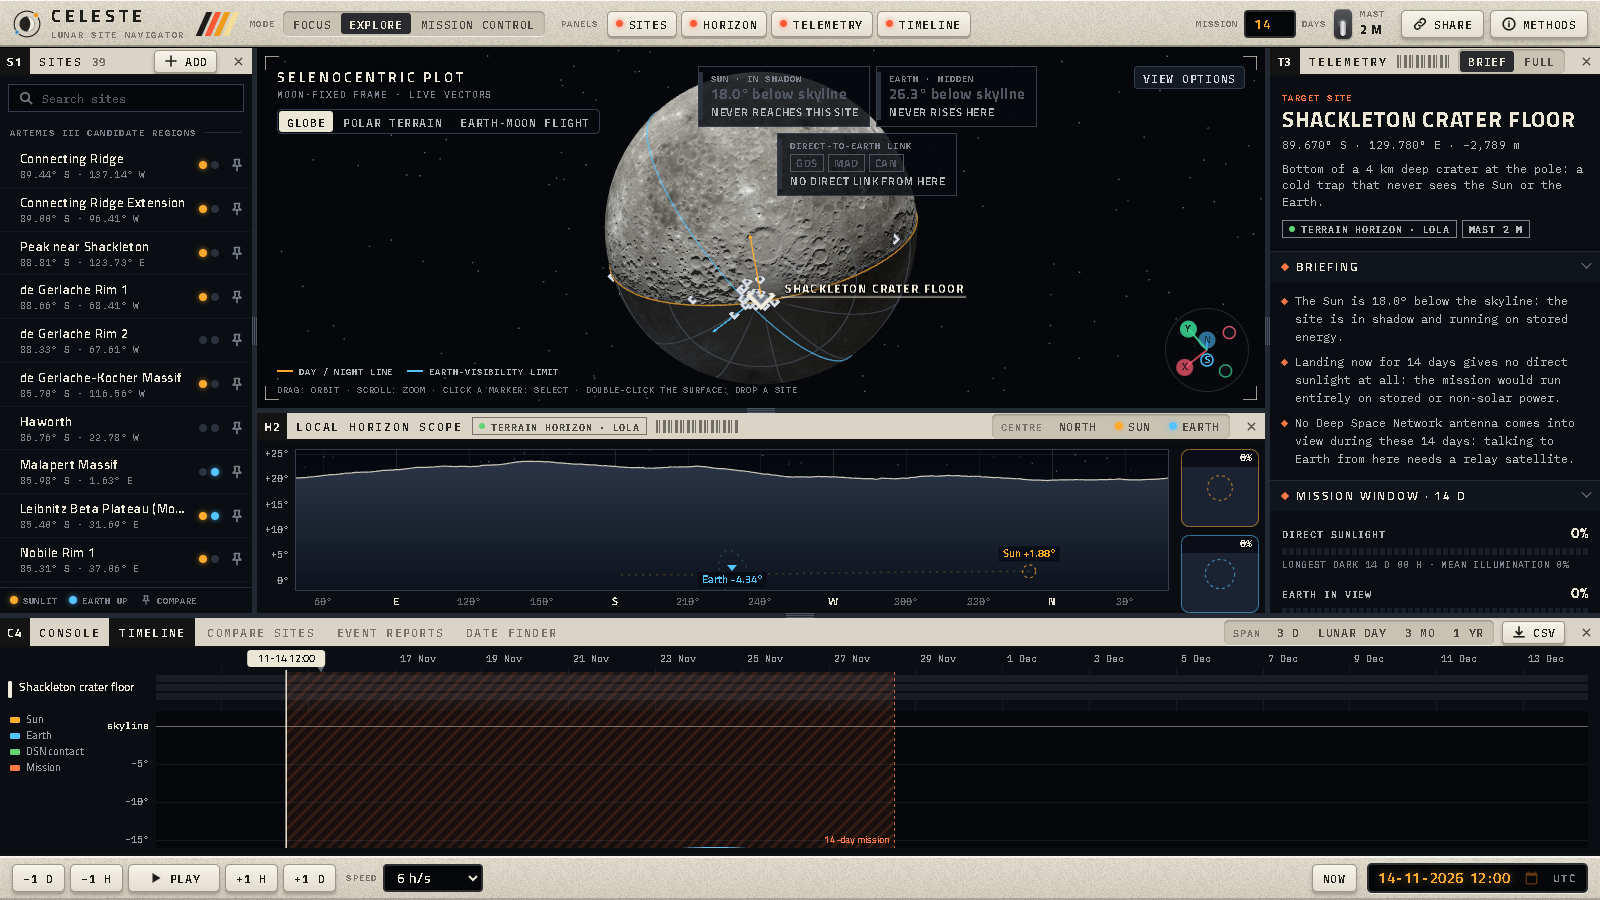 CELESTE
LUNAR SITE NAVIGATOR
MODE FOCUS EXPLORE MISSION CONTROL
PANELS SITES HORIZON TELEMETRY TIMELINE
MISSION 14 DAYS
MAST 2 M
SHARE METHODS
S1 SITES 39 ADD
Search sites
ARTEMIS III CANDIDATE REGIONS
Connecting Ridge
89.44° S · 137.14° W
Connecting Ridge Extension
89.00° S · 96.41° W
Peak near Shackleton
88.81° S · 123.73° E
de Gerlache Rim 1
88.66° S · 68.41° W
de Gerlache Rim 2
88.33° S · 67.61° W
de Gerlache-Kocher Massif
85.78° S · 116.56° W
Haworth
86.76° S · 22.78° W
Malapert Massif
85.98° S · 1.63° E
Leibnitz Beta Plateau (Mo...
85.40° S · 31.69° E
Nobile Rim 1
85.31° S · 37.06° E
SUNLIT EARTH UP COMPARE
SELENOCENTRIC PLOT
MOON-FIXED FRAME · LIVE VECTORS
GLOBE POLAR TERRAIN EARTH-MOON FLIGHT
SUN · IN SHADOW
18.0° below skyline
NEVER REACHES THIS SITE
EARTH · HIDDEN
26.3° below skyline
NEVER RISES HERE
DIRECT-TO-EARTH LINK
GDS MAD CAN
NO DIRECT LINK FROM HERE
VIEW OPTIONS
SHACKLETON CRATER FLOOR
Y N S X
DAY / NIGHT LINE EARTH-VISIBILITY LIMIT
DRAG: ORBIT · SCROLL: ZOOM · CLICK A MARKER: SELECT · DOUBLE-CLICK THE SURFACE: DROP A SITE
H2 LOCAL HORIZON SCOPE TERRAIN HORIZON · LOLA
CENTRE NORTH SUN EARTH
+25°
+20°
+15°
+10°
+5°
0°
Sun +1.88°
Earth -4.34°
60° E 120° 150° S 210° 240° W 300° 330° N 30°
0%
0%
T3 TELEMETRY BRIEF FULL
TARGET SITE
SHACKLETON CRATER FLOOR
89.670° S · 129.780° E · -2,789 m
Bottom of a 4 km deep crater at the pole: a
cold trap that never sees the Sun or the
Earth.
TERRAIN HORIZON · LOLA MAST 2 M
BRIEFING
The Sun is 18.0° below the skyline: the
site is in shadow and running on stored
energy.
Landing now for 14 days gives no direct
sunlight at all: the mission would run
entirely on stored or non-solar power.
No Deep Space Network antenna comes into
view during these 14 days: talking to
Earth from here needs a relay satellite.
MISSION WINDOW · 14 D
DIRECT SUNLIGHT 0%
LONGEST DARK 14 D 00 H · MEAN ILLUMINATION 0%
EARTH IN VIEW 0%
C4 CONSOLE TIMELINE COMPARE SITES EVENT REPORTS DATE FINDER
SPAN 3 D LUNAR DAY 3 MO 1 YR CSV
11-14 12:00 17 Nov 19 Nov 21 Nov 23 Nov 25 Nov 27 Nov 29 Nov 1 Dec 3 Dec 5 Dec 7 Dec 9 Dec 11 Dec 13 Dec
Shackleton crater floor
Sun
Earth
DSN contact
Mission
skyline
-5°
-10°
-15°
14-day mission
-1 D -1 H PLAY +1 H +1 D SPEED 6 h/s
NOW 14-11-2026 12:00 UTC